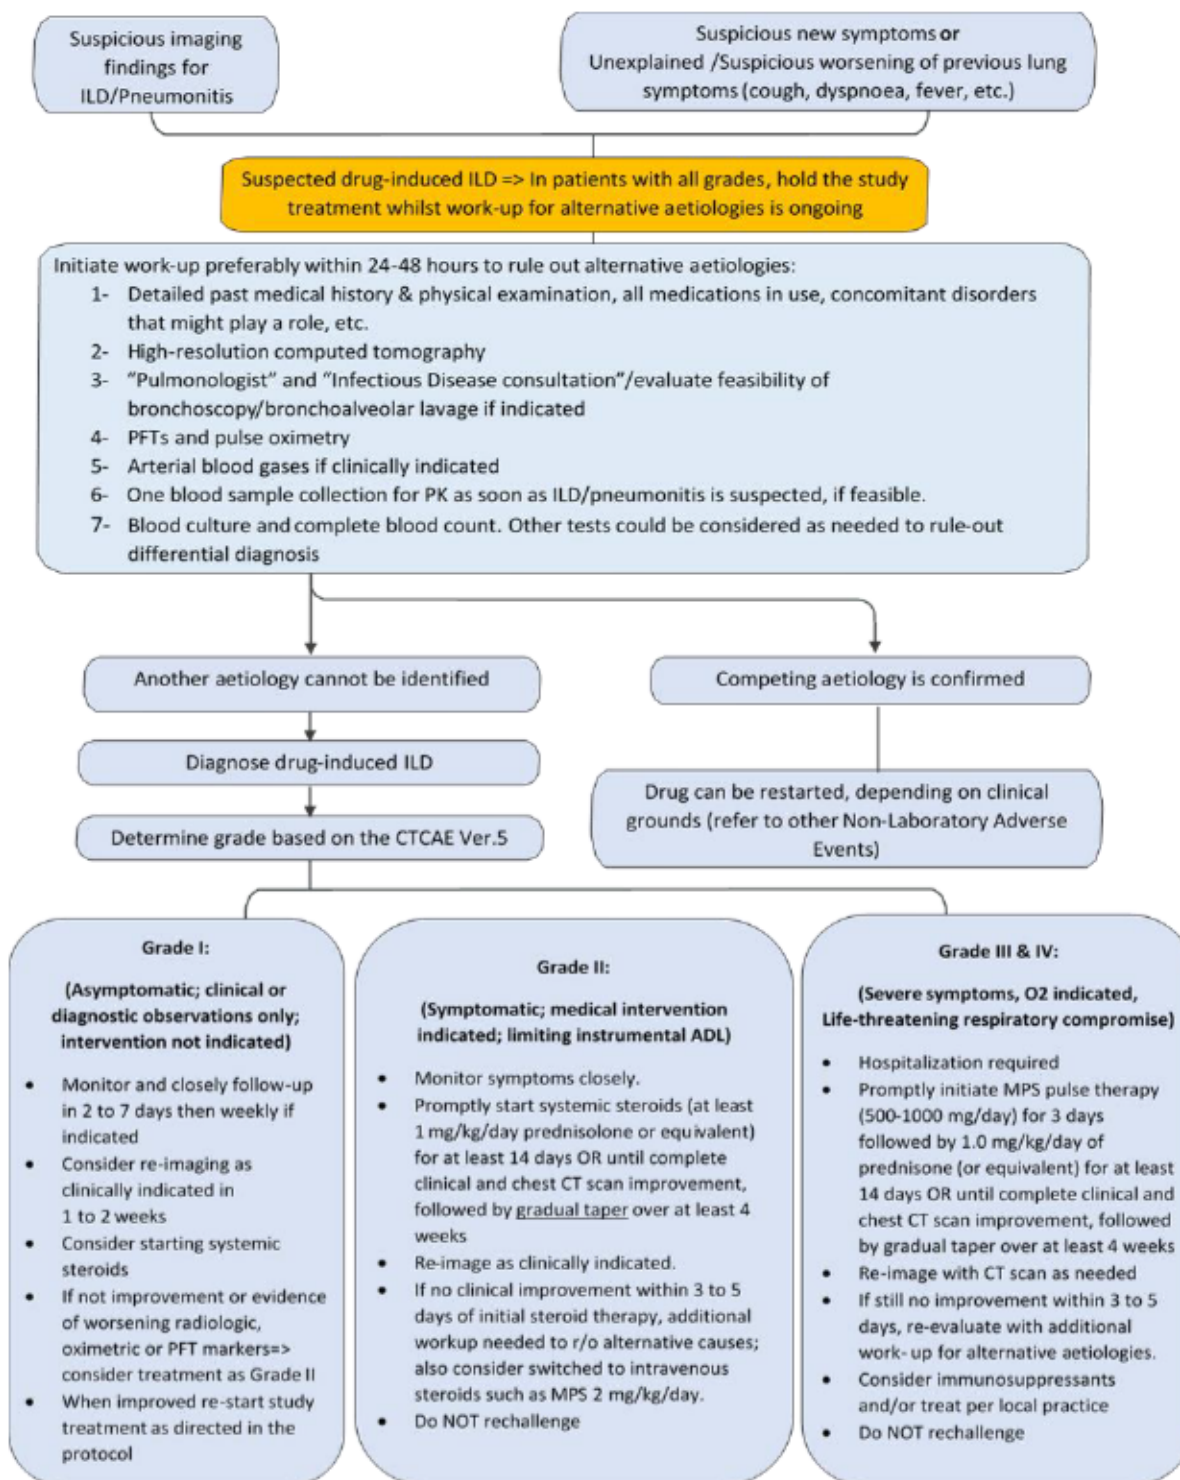 Suspicious imaging
findings for
ILD/Pneumonitis
Suspicious new symptoms or
Unexplained /Suspicious worsening of previous lung
symptoms (cough, dyspnoea, fever, etc.)
Suspected drug-induced ILD => In patients with all grades, hold the study
treatment whilst work-up for alternative aetiologies is ongoing
Initiate work-up preferably within 24-48 hours to rule out alternative aetiologies:
1- Detailed past medical history & physical examination, all medications in use, concomitant disorders
that might play a role, etc.
2- High-resolution computed tomography
3- “Pulmonologist” and “Infectious Disease consultation”/evaluate feasibility of
bronchoscopy/bronchoalveolar lavage if indicated
4- PFTs and pulse oximetry
5- Arterial blood gases if clinically indicated
6- One blood sample collection for PK as soon as ILD/pneumonitis is suspected, if feasible.
7- Blood culture and complete blood count. Other tests could be considered as needed to rule-out
differential diagnosis
Another aetiology cannot be identified
Competing aetiology is confirmed
Diagnose drug-induced ILD
Drug can be restarted, depending on clinical
grounds (refer to other Non-Laboratory Adverse
Events)
Determine grade based on the CTCAE Ver.5
Grade I:
(Asymptomatic; clinical or
diagnostic observations only;
intervention not indicated)
• Monitor and closely follow-up
in 2 to 7 days then weekly if
indicated
• Consider re-imaging as
clinically indicated in
1 to 2 weeks
• Consider starting systemic
steroids
• If not improvement or evidence
of worsening radiologic,
oximetric or PFT markers=>
consider treatment as Grade II
• When improved re-start study
treatment as directed in the
protocol
Grade II:
(Symptomatic; medical intervention
indicated; limiting instrumental ADL)
• Monitor symptoms closely.
• Promptly start systemic steroids (at least
1 mg/kg/day prednisolone or equivalent)
for at least 14 days OR until complete
clinical and chest CT scan improvement,
followed by gradual taper over at least 4
weeks
• Re-image as clinically indicated.
• If no clinical improvement within 3 to 5
days of initial steroid therapy, additional
workup needed to r/o alternative causes;
also consider switched to intravenous
steroids such as MPS 2 mg/kg/day.
• Do NOT rechallenge
Grade III & IV:
(Severe symptoms, O2 indicated,
Life-threatening respiratory compromise)
• Hospitalization required
• Promptly initiate MPS pulse therapy
(500-1000 mg/day) for 3 days
followed by 1.0 mg/kg/day of
prednisone (or equivalent) for at least
14 days OR until complete clinical and
chest CT scan improvement, followed
by gradual taper over at least 4 weeks
• Re-image with CT scan as needed
• If still no improvement within 3 to 5
days, re-evaluate with additional
work- up for alternative aetiologies.
• Consider immunosuppressants
and/or treat per local practice
• Do NOT rechallenge